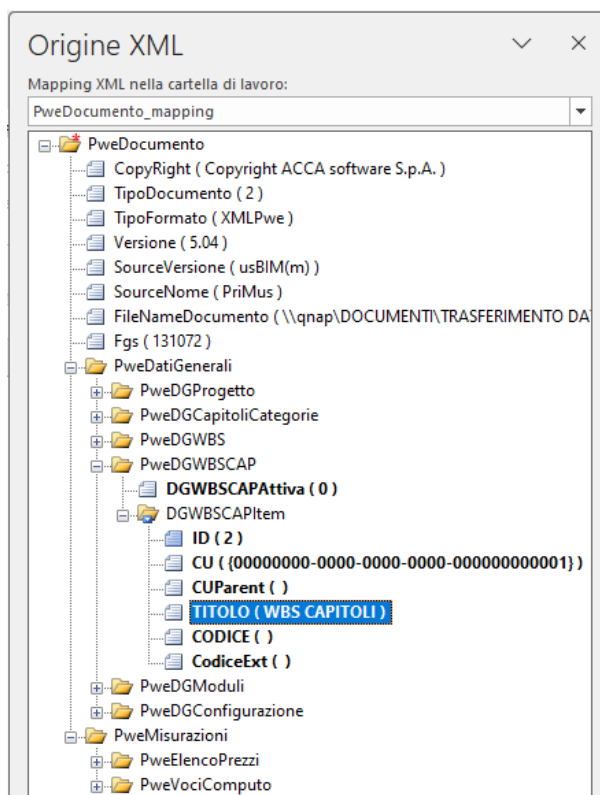 Origine XML
Mapping XML nella cartella di lavoro:
PweDocumento_mapping
PweDocumento
CopyRight ( Copyright ACCA software S.p.A. )
TipoDocumento ( 2 )
TipoFormato ( XMLPwe )
Versione ( 5.04 )
SourceVersione ( usBIM(m) )
SourceNome ( PriMus )
FileNameDocumento ( \\qnap\DOCUMENTI\TRASFERIMENTO DA
Fgs ( 131072 )
PweDatiGenerali
PweDGProgetto
PweDGCapitoliCategorie
PweDGWBS
PweDGWBSCAP
DGWBSCAPAttiva ( 0 )
DGWBSCAPItem
ID ( 2 )
CU ( {00000000-0000-0000-0000-000000000001} )
CUParent ( )
TITOLO ( WBS CAPITOLI )
CODICE ( )
CodiceExt ( )
PweDGModuli
PweDGConfigurazione
PweMisurazioni
PweElencoPrezzi
PweVociComputo